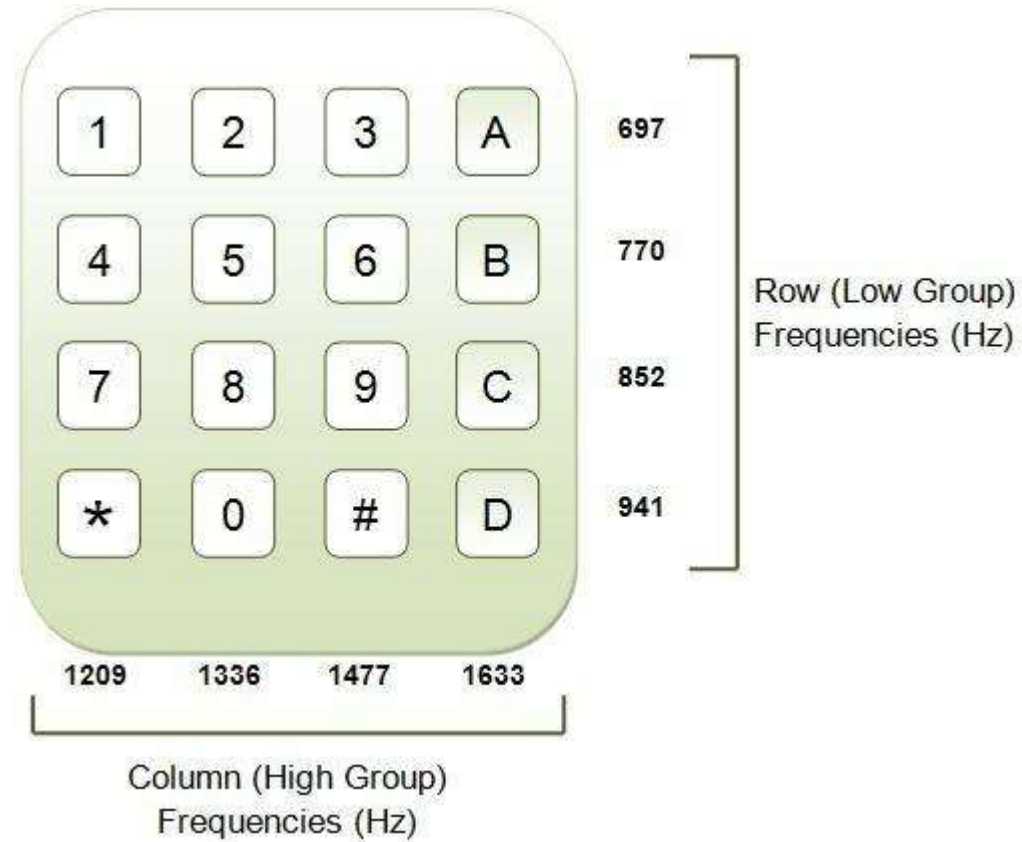 1 2 3 A 697
4 5 6 B 770
Row (Low Group)
Frequencies (Hz)
7 8 9 C 852
* 0 # D 941
1209 1336 1477 1633
Column (High Group)
Frequencies (Hz)